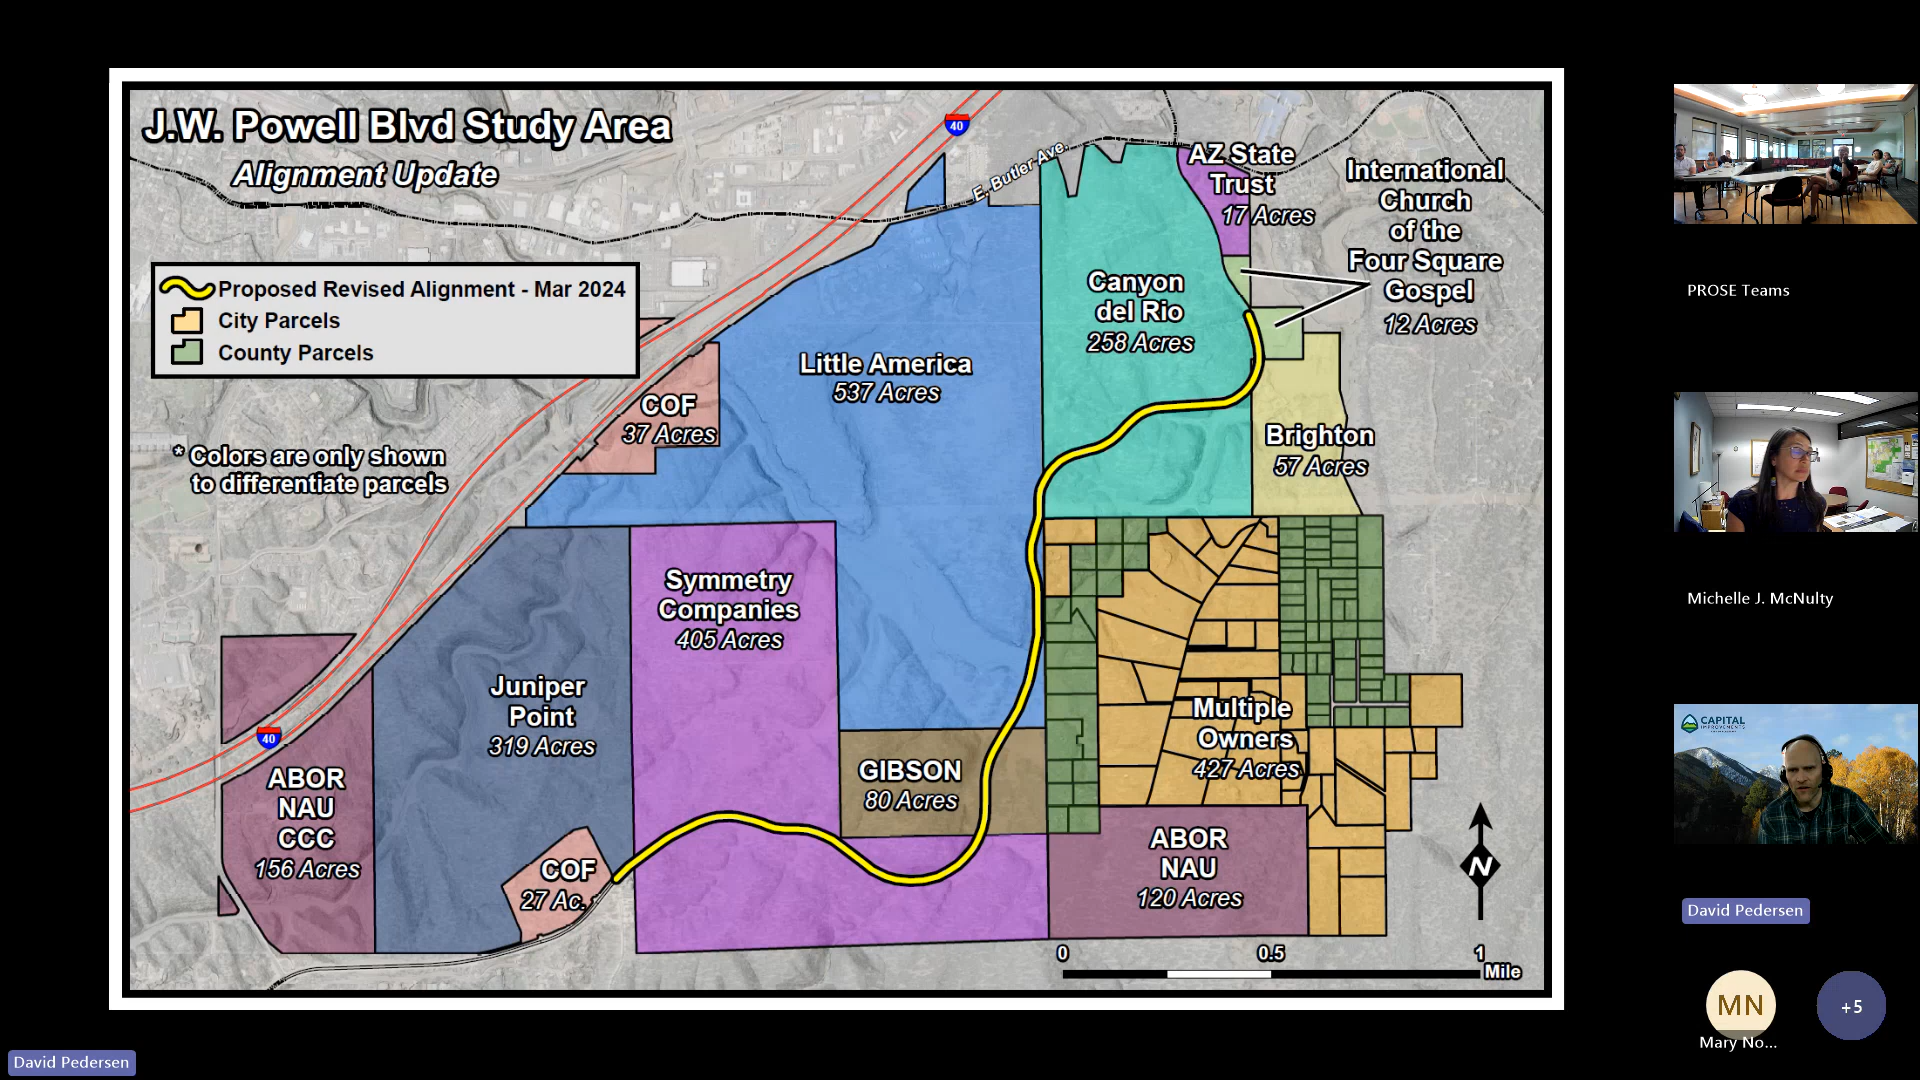 J.W. Powell Blvd Study Area
Alignment Update
Proposed Revised Alignment - Mar 2024
City Parcels
County Parcels
* Colors are only shown
to differentiate parcels
40
E. Butler Ave.
AZ State
Trust
17 Acres
International
Church
of the
Four Square
Gospel
12 Acres
Canyon
del Rio
258 Acres
Little America
537 Acres
COF
37 Acres
Brighton
57 Acres
Symmetry
Companies
405 Acres
Juniper
Point
319 Acres
Multiple
Owners
427 Acres
40
GIBSON
80 Acres
ABOR
NAU
CCC
156 Acres
COF
27 Ac.
ABOR
NAU
120 Acres
N
0 0.5 1
Mile
PROSE Teams
Michelle J. McNulty
CAPITAL
IMPROVEMENTS
David Pedersen
MN
+5
Mary No...
David Pedersen